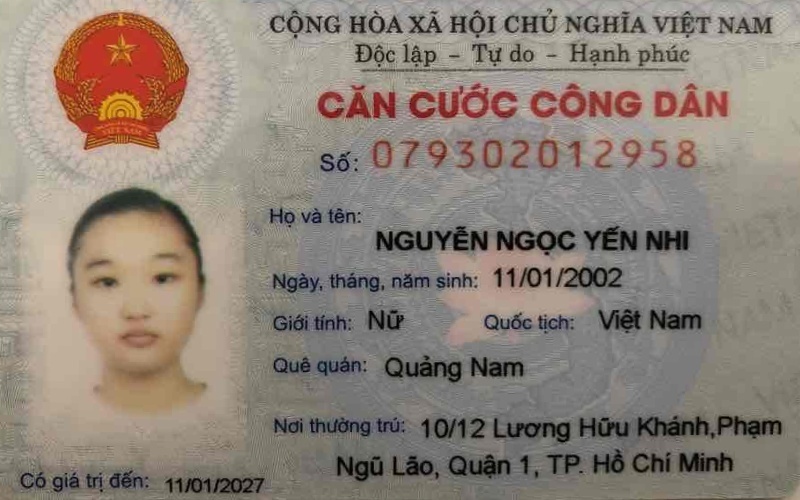 CỘNG HÒA XÃ HỘI CHỦ NGHĨA VIỆT NAM
Độc lập - Tự do - Hạnh phúc
CĂN CƯỚC CÔNG DÂN
Số: 079302012958
Họ và tên:
NGUYỄN NGỌC YẾN NHI
Ngày, tháng, năm sinh: 11/01/2002
Giới tính: Nữ Quốc tịch: Việt Nam
Quê quán: Quảng Nam
Nơi thường trú: 10/12 Lương Hữu Khánh,Phạm
Ngũ Lão, Quận 1, TP. Hồ Chí Minh
Có giá trị đến: 11/01/2027